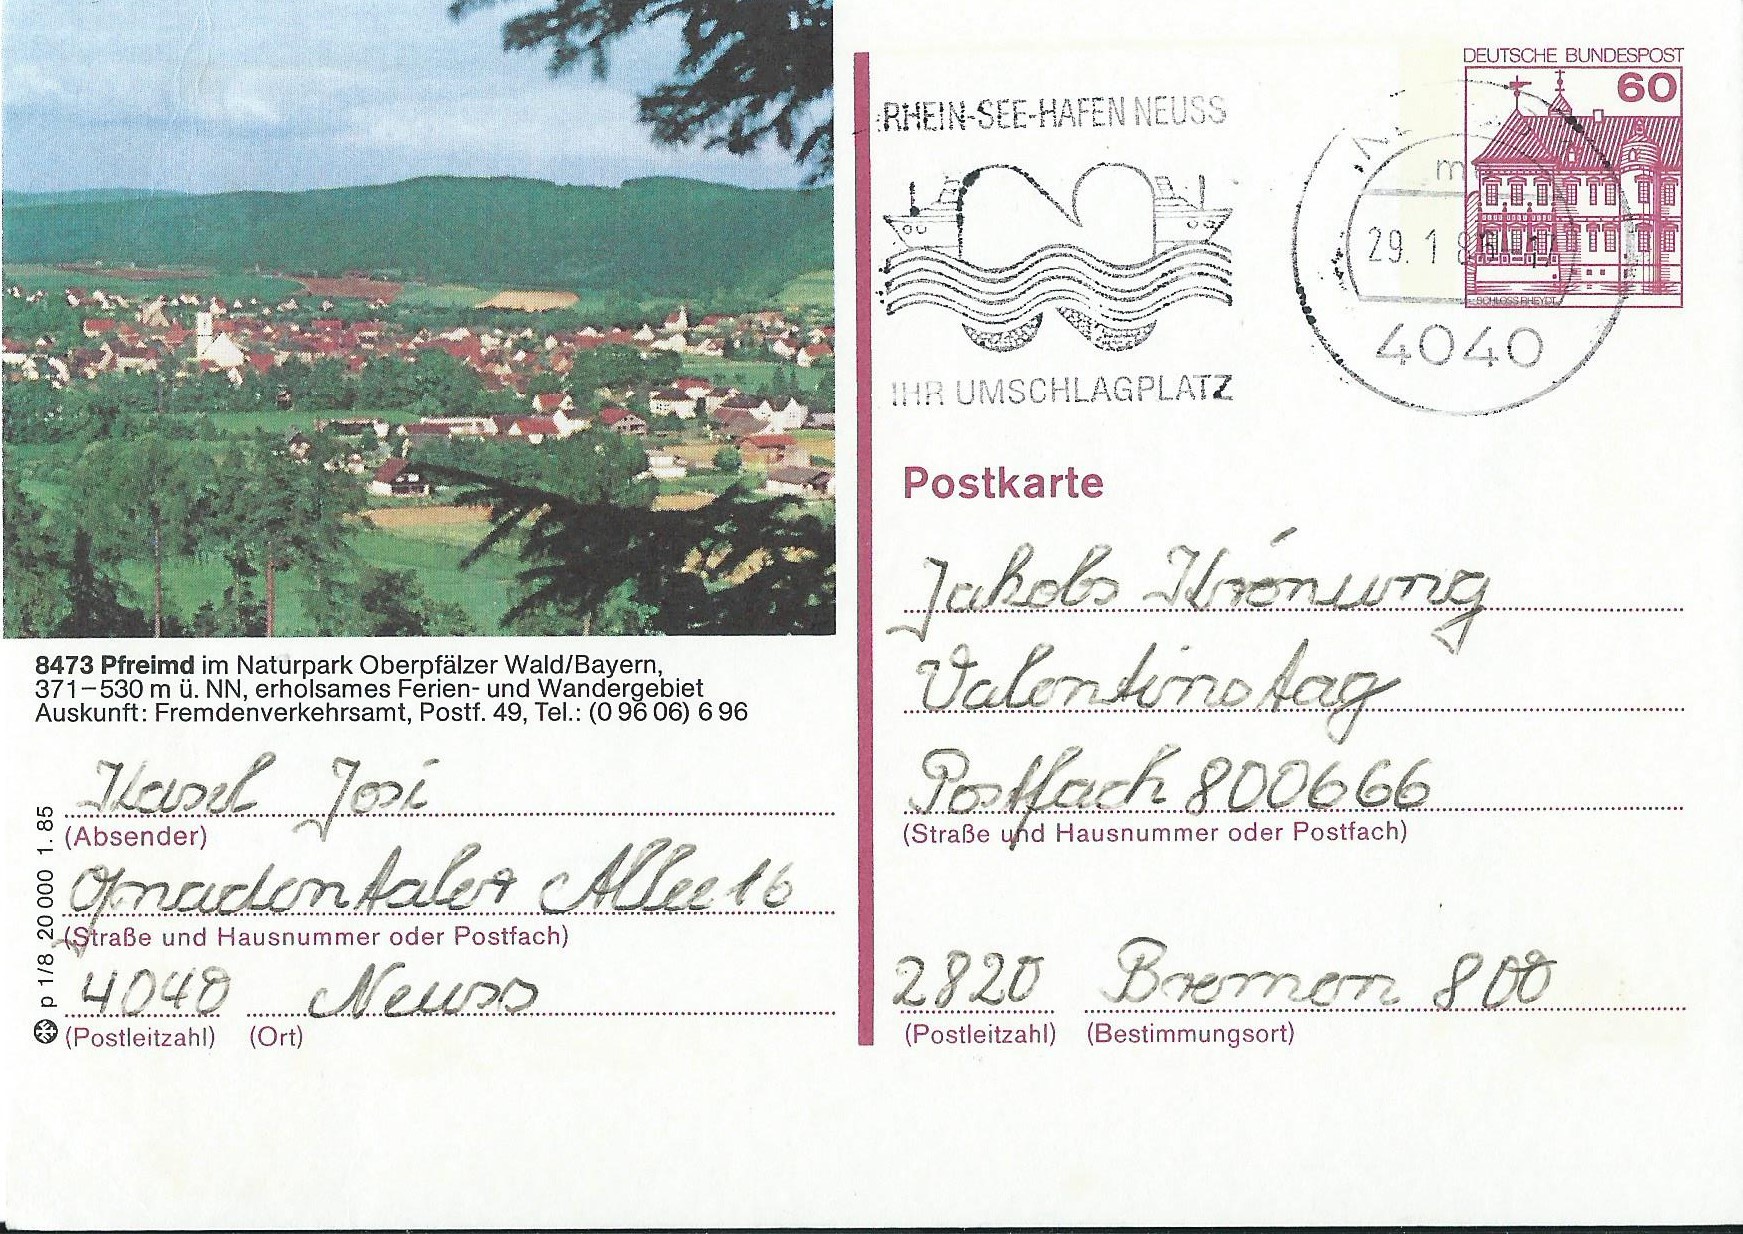 8473 Pfreimd im Naturpark Oberpfälzer Wald/Bayern,
371–530 m ü. NN, erholsames Ferien- und Wandergebiet
Auskunft: Fremdenverkehrsamt, Postf. 49, Tel.: (0 96 06) 6 96
Kasel Josi
(Absender)
Gnadentaler Allee 16
(Straße und Hausnummer oder Postfach)
4040 Neuss
(Postleitzahl) (Ort)
p 1/8 20 000 1.85
RHEIN-SEE-HAFEN NEUSS
IHR UMSCHLAGPLATZ
29. 1
4040
DEUTSCHE BUNDESPOST
60
SCHLOSS RHEYDT
Postkarte
Jakobs Krönung
Valentinstag
Postfach 800666
(Straße und Hausnummer oder Postfach)
2820 Bremen 800
(Postleitzahl) (Bestimmungsort)